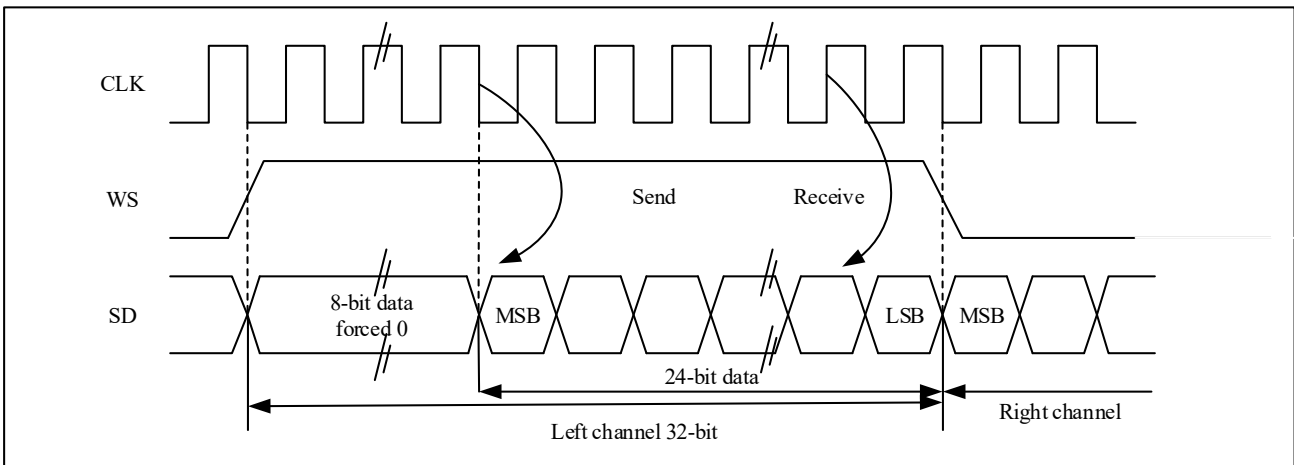 CLK
WS
Send
Receive
SD
8-bit data
forced 0
MSB
LSB
MSB
24-bit data
Right channel
Left channel 32-bit